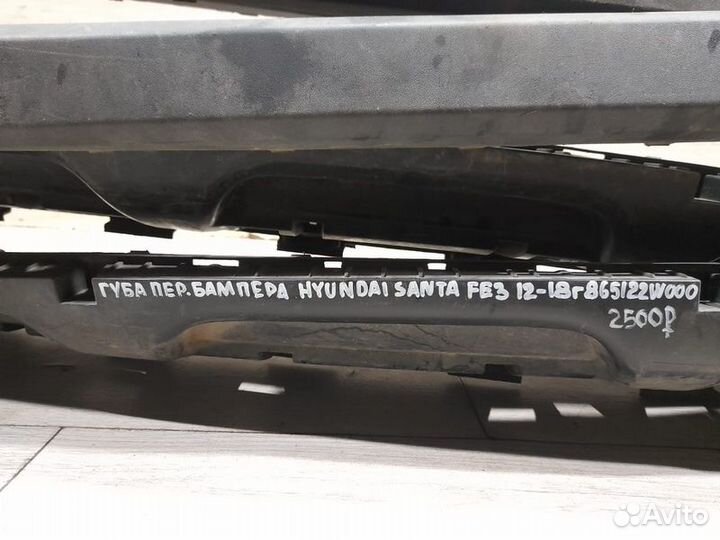 ГУБА ПЕР.БАМПЕРА HYUNDAI SANTA FE3 12-18г 865122W000
2500₽
Avito